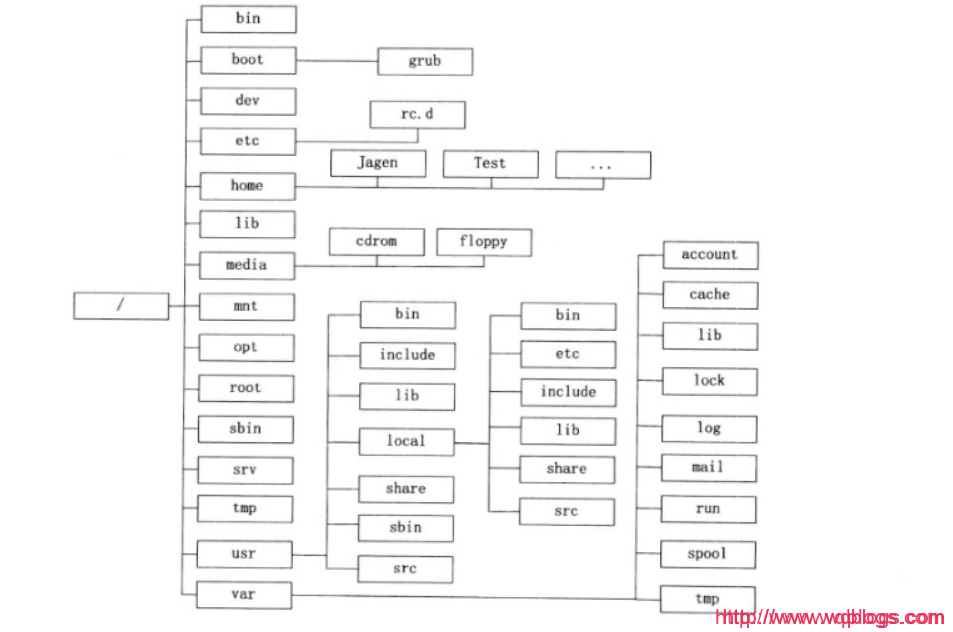 bin
boot
grub
dev
rc.d
etc
Jagen
Test
...
home
lib
cdrom
floppy
media
account
cache
/
mnt
bin
bin
lib
opt
include
etc
root
lib
include
lock
sbin
local
lib
log
srv
share
share
mail
tmp
sbin
src
run
usr
src
spool
var
tmp
http://www.wqblogs.com